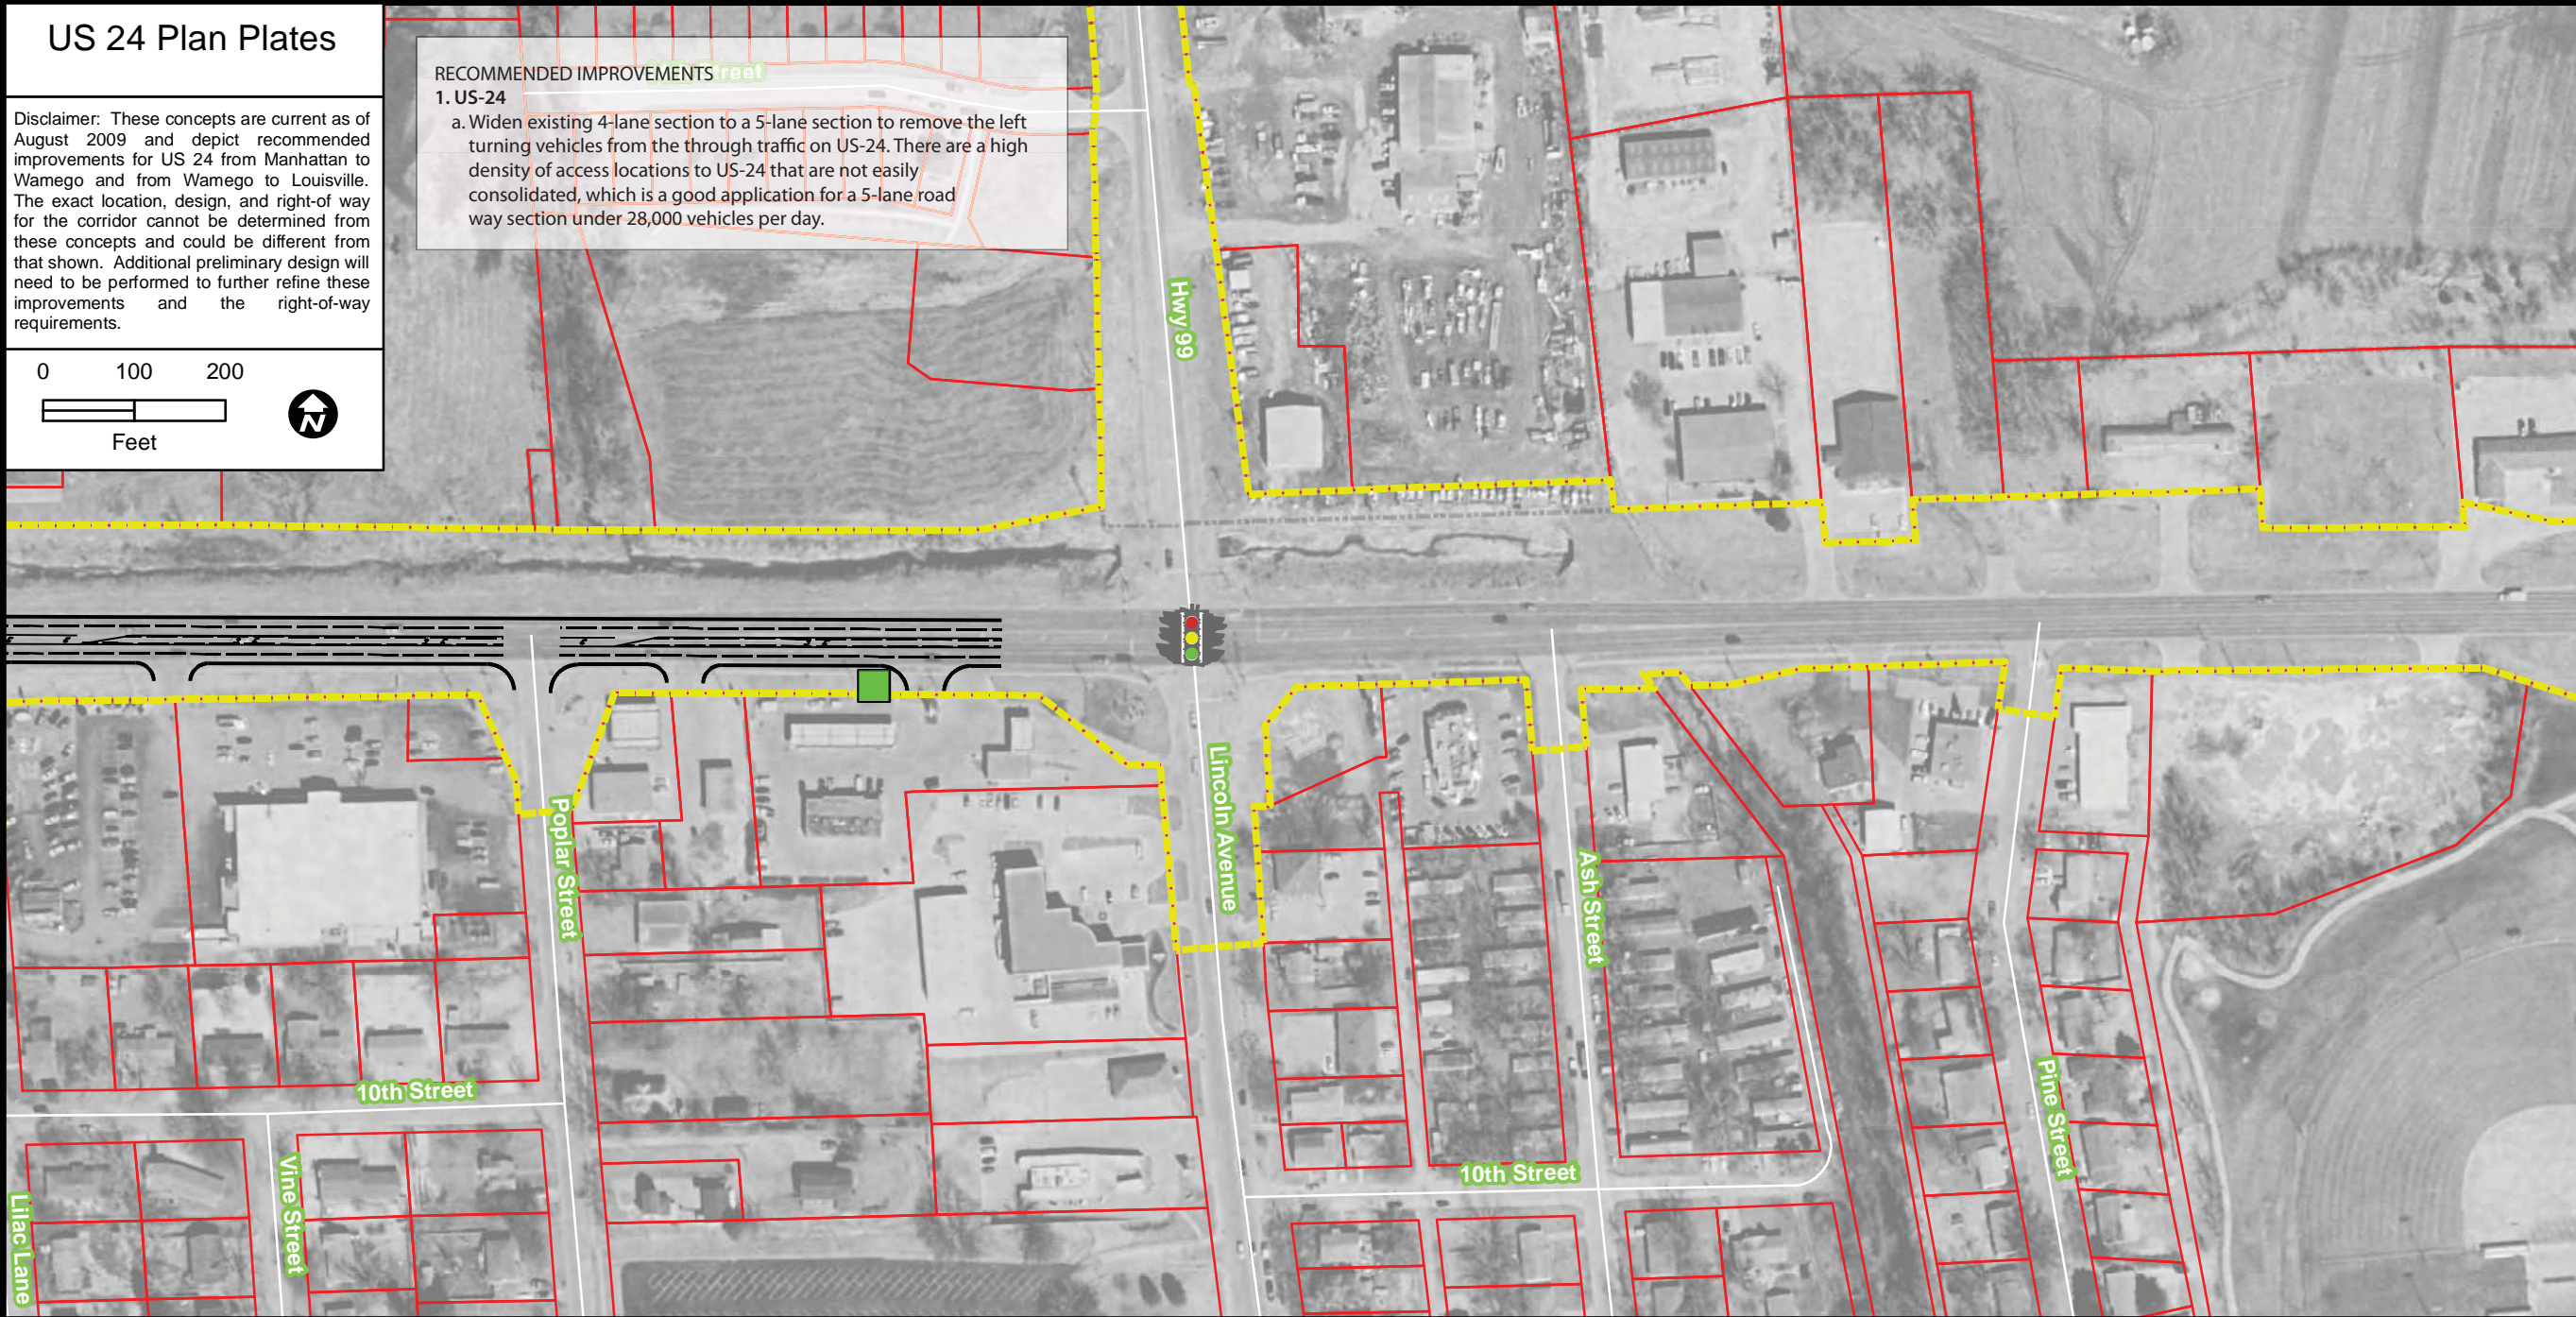 US 24 Plan Plates
Disclaimer: These concepts are current as of
August 2009 and depict recommended
improvements for US 24 from Manhattan to
Wamego and from Wamego to Louisville.
The exact location, design, and right-of way
for the corridor cannot be determined from
these concepts and could be different from
that shown. Additional preliminary design will
need to be performed to further refine these
improvements and the right-of-way
requirements.
0 100 200
Feet
N
RECOMMENDED IMPROVEMENTS
Street
1. US-24
a. Widen existing 4-lane section to a 5-lane section to remove the left
turning vehicles from the through traffic on US-24. There are a high
density of access locations to US-24 that are not easily
consolidated, which is a good application for a 5-lane road
way section under 28,000 vehicles per day.
Hwy 99
Poplar Street
Lincoln Avenue
Ash Street
Pine Street
10th Street
10th Street
Vine Street
Lilac Lane